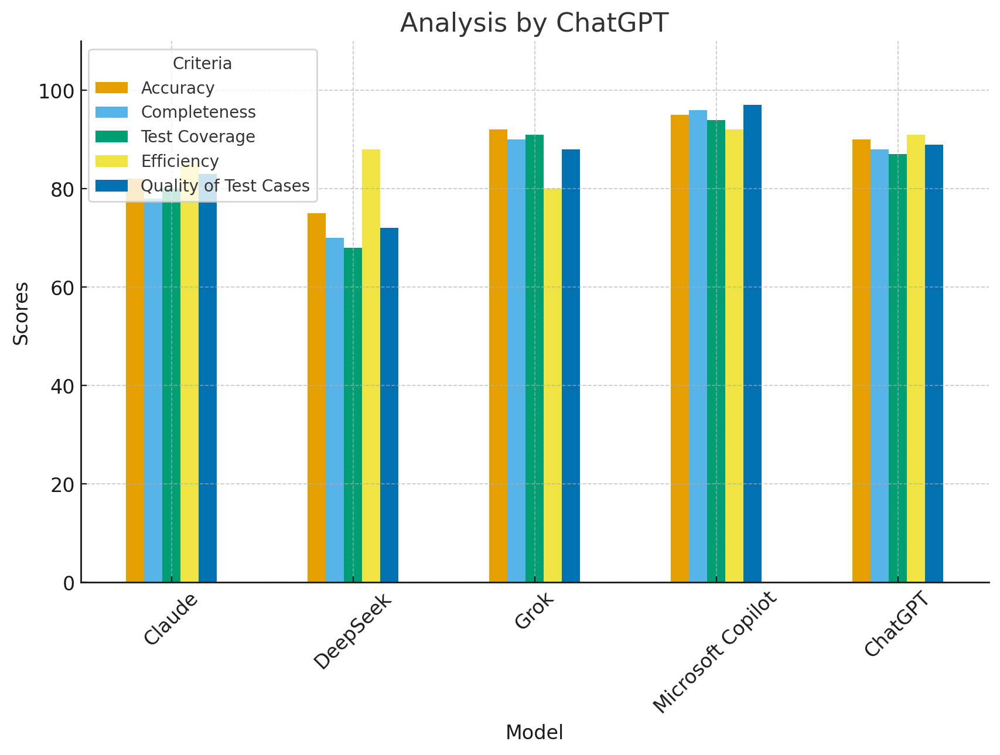 Analysis by ChatGPT
Criteria
Accuracy
Completeness
Test Coverage
Efficiency
Quality of Test Cases
100
80
60
40
20
0
Scores
Claude
DeepSeek
Grok
Microsoft Copilot
ChatGPT
Model